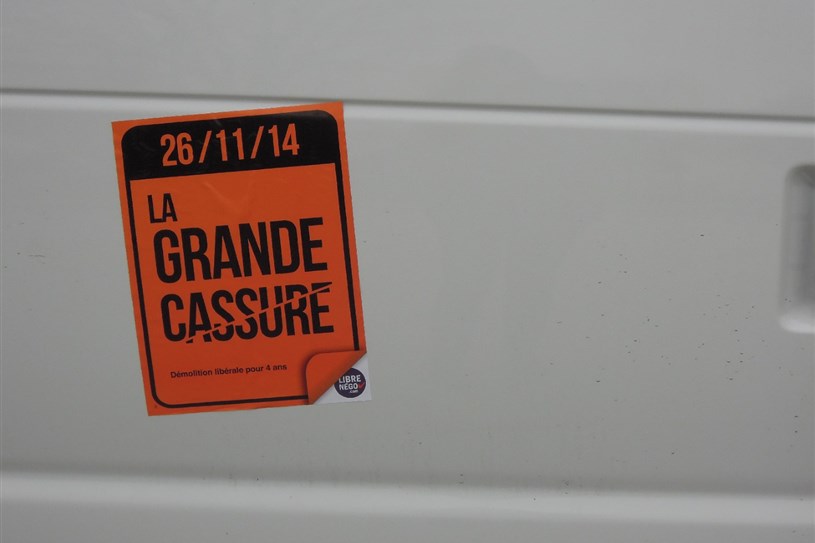 26/11/14
LA
GRANDE
CASSURE
Démolition libérale pour 4 ans
LIBRE
NÉGO